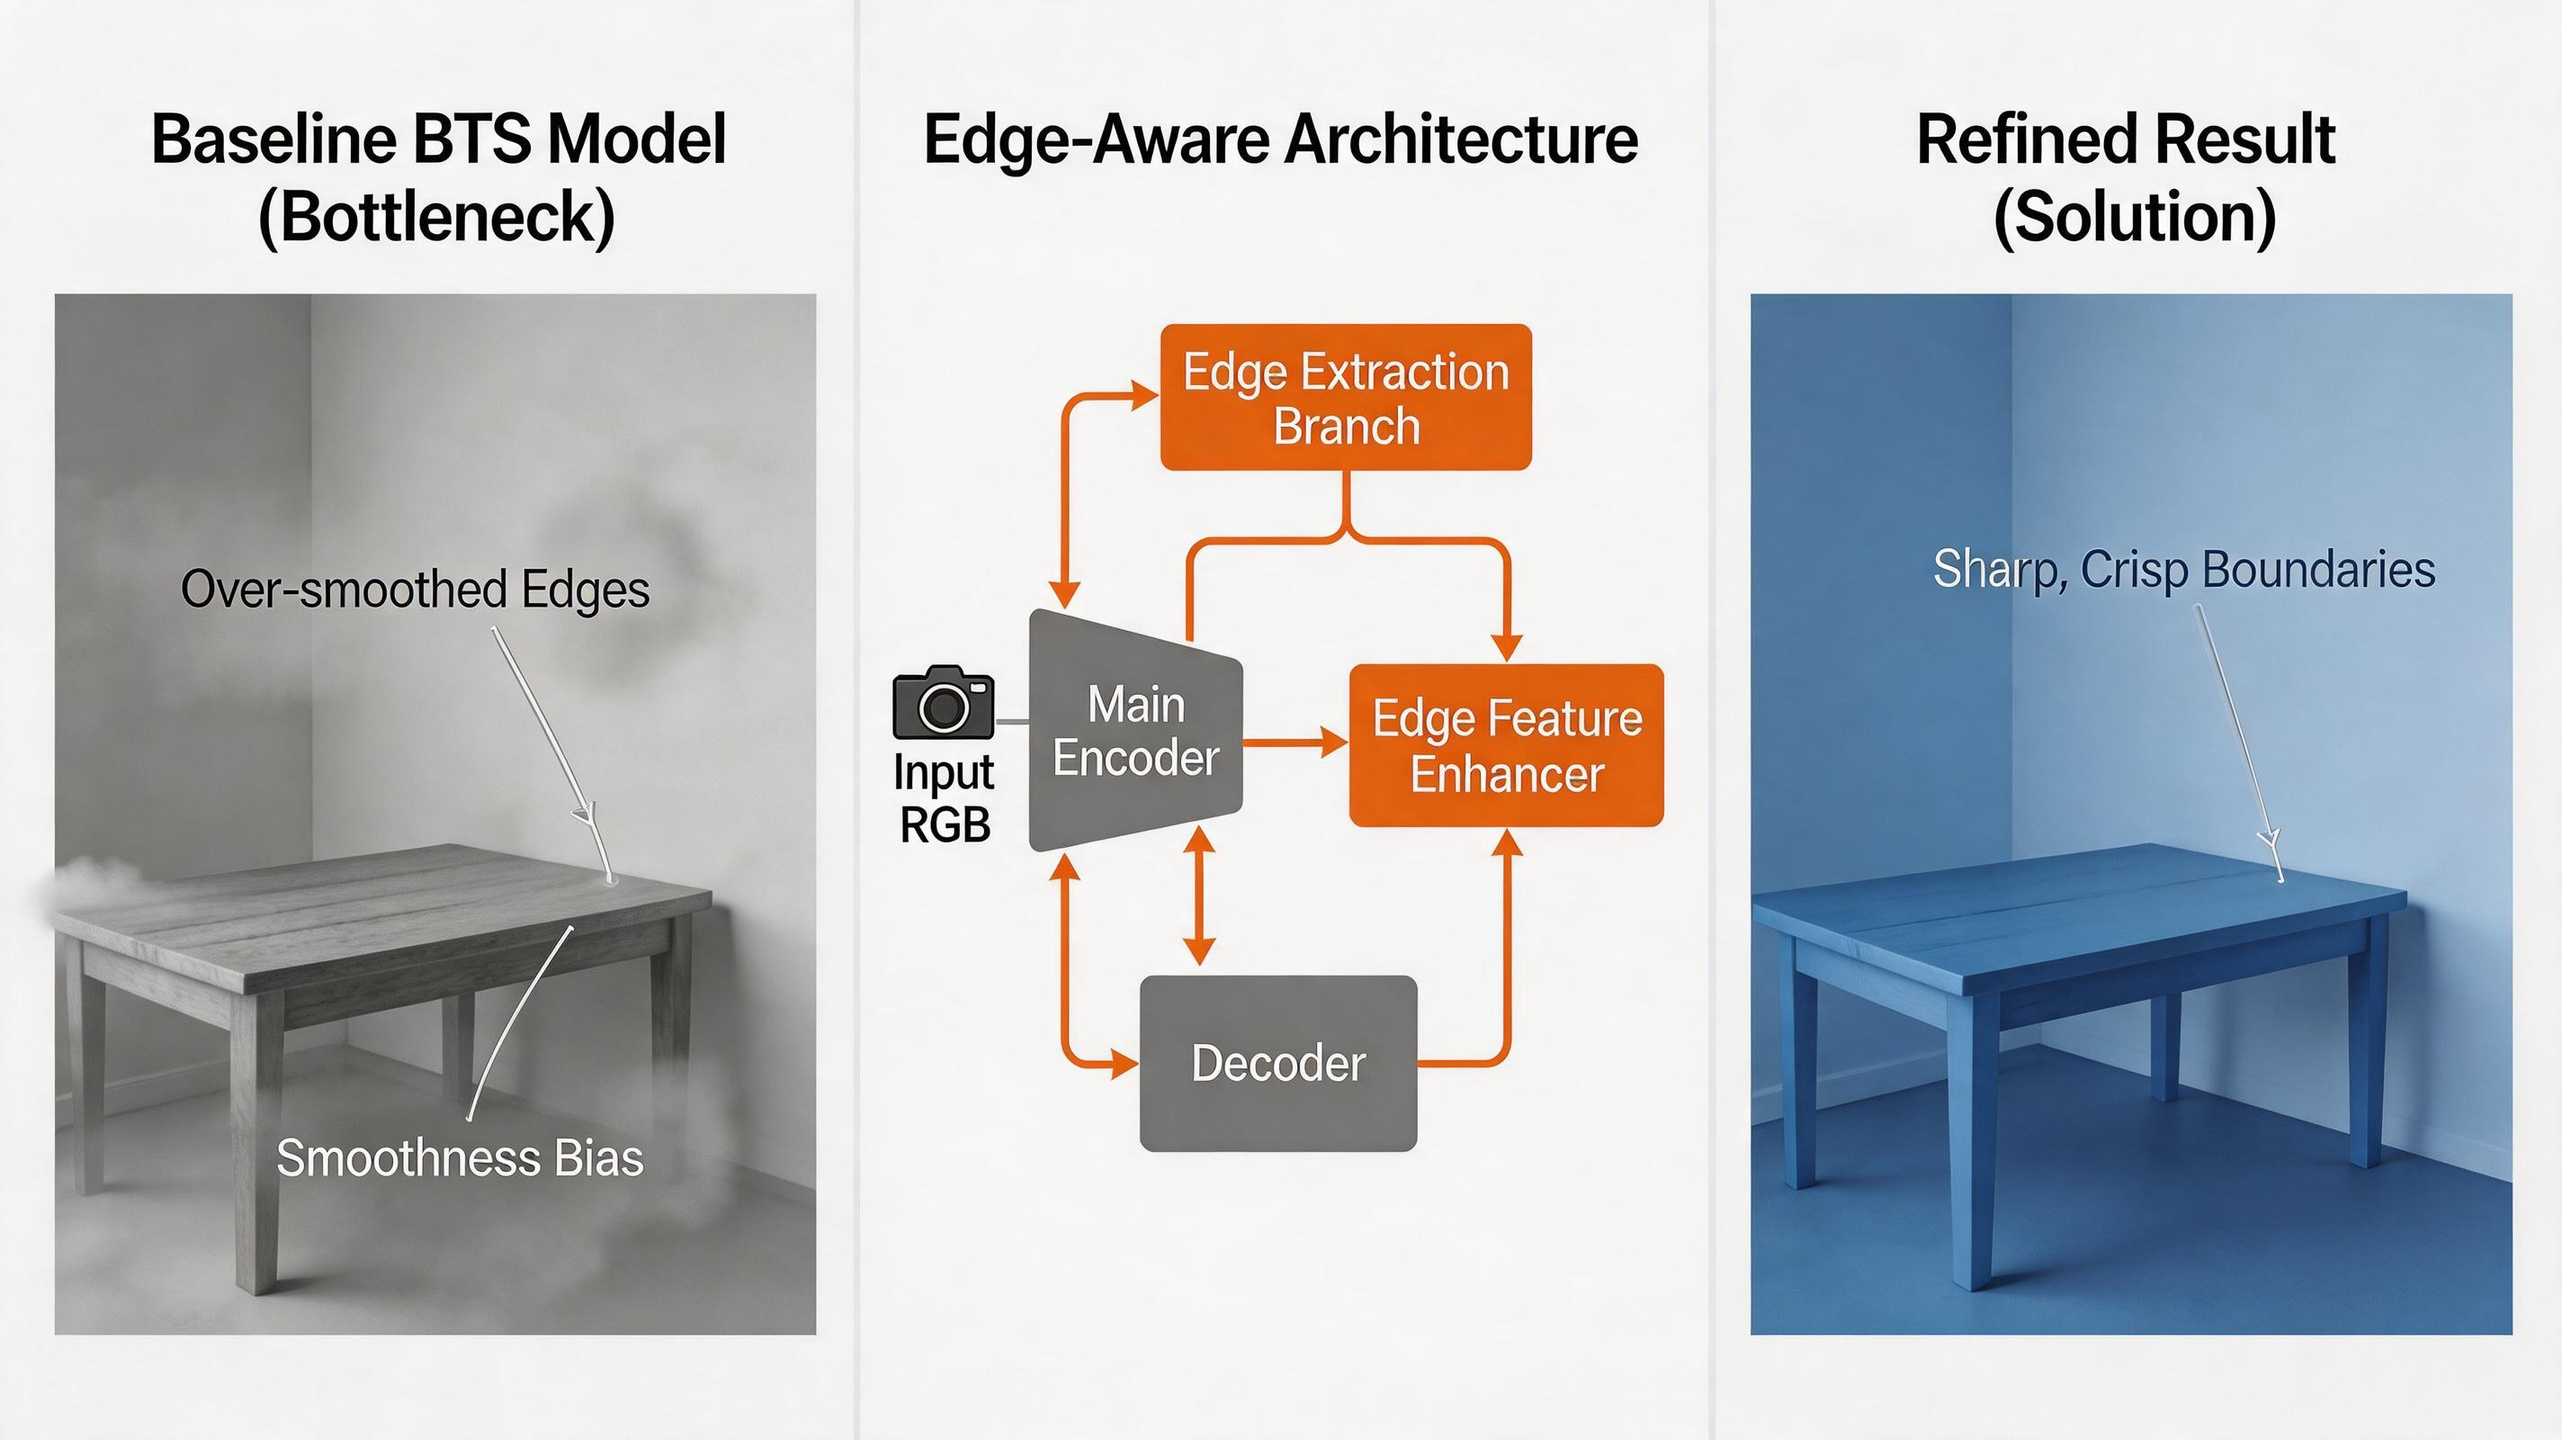 Baseline BTS Model
(Bottleneck)
Over-smoothed Edges
Smoothness Bias
Edge-Aware Architecture
Edge Extraction
Branch
Main
Encoder
Input
RGB
Edge Feature
Enhancer
Decoder
Refined Result
(Solution)
Sharp, Crisp Boundaries